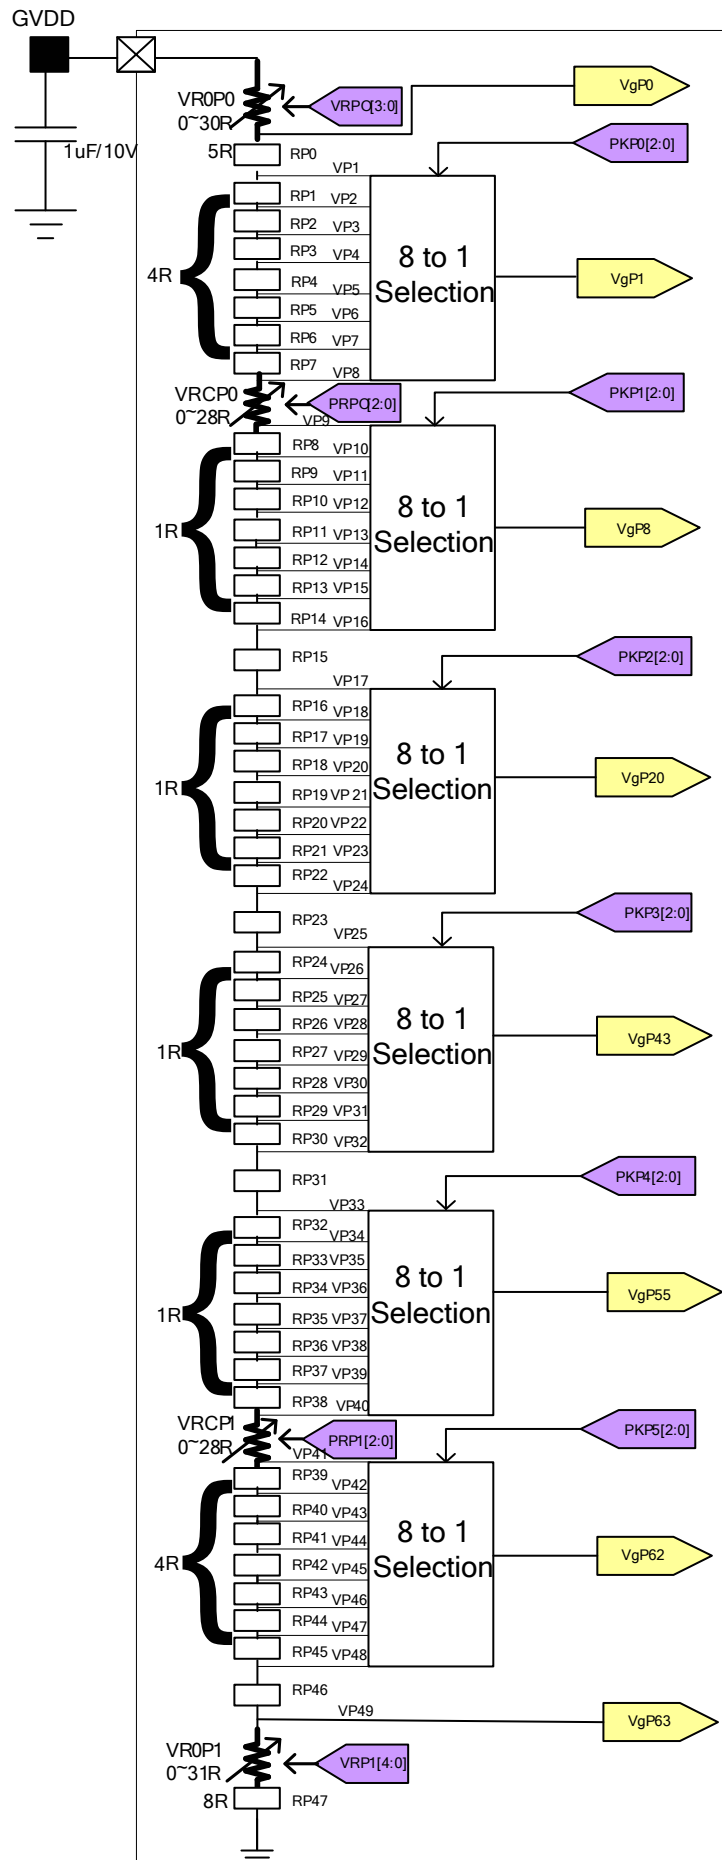 GVDD
1uF/10V
VR0P0
0~30R
VRP0[3:0]
VgP0
5R
RP0
PKP0[2:0]
VP1
RP1
VP2
RP2
VP3
RP3
VP4
4R
RP4
VP5
RP5
VP6
RP6
VP7
RP7
VP8
8 to 1
Selection
VgP1
VRCP0
0~28R
PRP0[2:0]
PKP1[2:0]
VP9
RP8
VP10
RP9
VP11
RP10
VP12
1R
RP11
VP13
RP12
VP14
RP13
VP15
RP14
VP16
8 to 1
Selection
VgP8
RP15
PKP2[2:0]
VP17
RP16
VP18
RP17
VP19
RP18
VP20
1R
RP19
VP21
RP20
VP22
RP21
VP23
RP22
VP24
8 to 1
Selection
VgP20
RP23
PKP3[2:0]
VP25
RP24
VP26
RP25
VP27
RP26
VP28
1R
RP27
VP29
RP28
VP30
RP29
VP31
RP30
VP32
8 to 1
Selection
VgP43
RP31
PKP4[2:0]
VP33
RP32
VP34
RP33
VP35
RP34
VP36
1R
RP35
VP37
RP36
VP38
RP37
VP39
RP38
VP40
8 to 1
Selection
VgP55
VRCP1
0~28R
PRP1[2:0]
PKP5[2:0]
VP41
RP39
VP42
RP40
VP43
RP41
VP44
4R
RP42
VP45
RP43
VP46
RP44
VP47
RP45
VP48
8 to 1
Selection
VgP62
RP46
VP49
VgP63
VR0P1
0~31R
VRP1[4:0]
8R
RP47